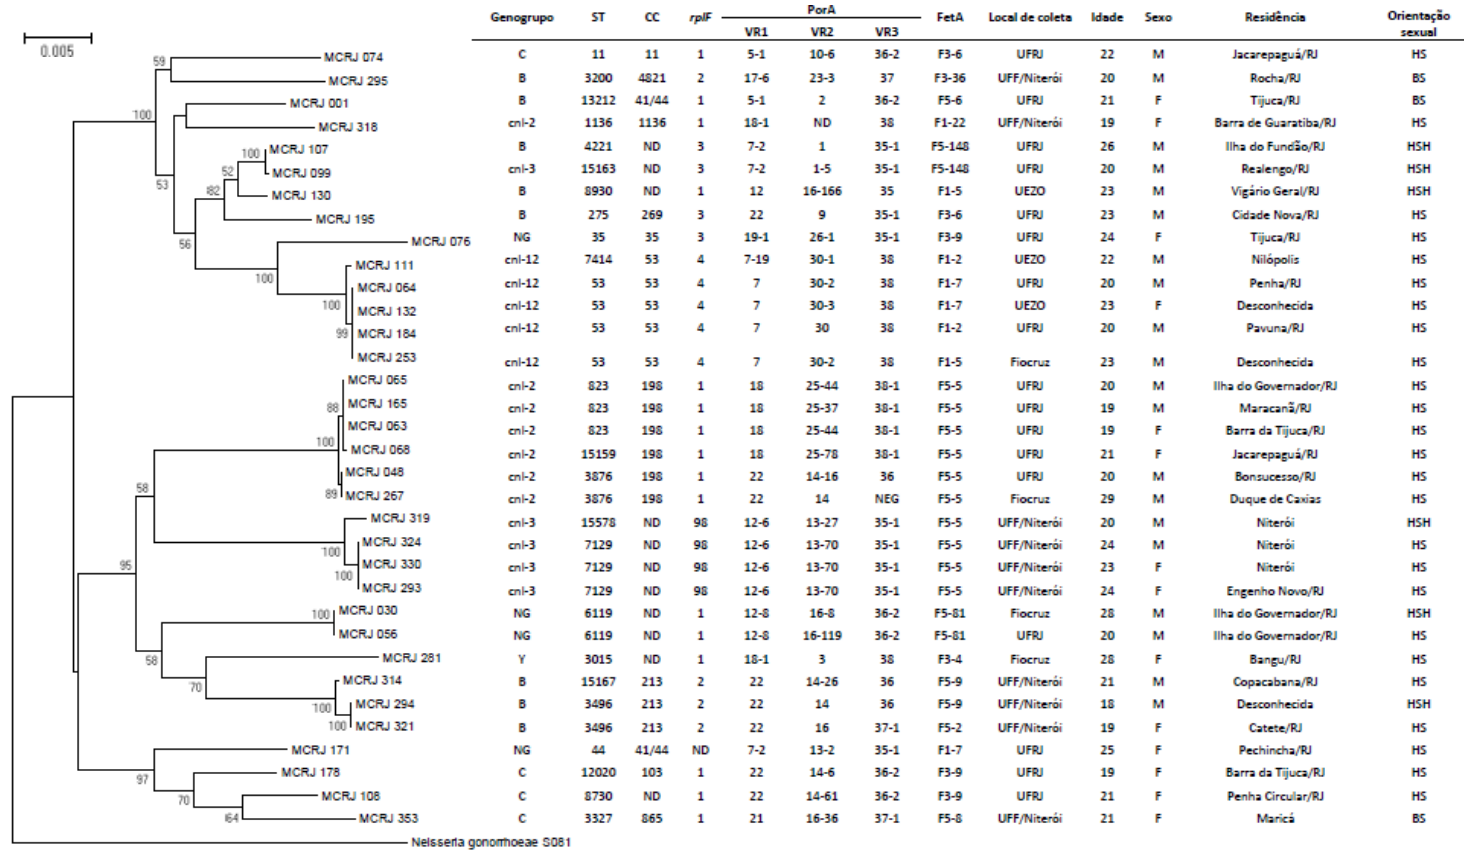 Genogrupo ST CC rplF PorA FetA Local de coleta Idade Sexo Residência Orientação sexual
VR1 VR2 VR3
0.005
MCRJ 074 C 11 11 1 5-1 10-6 36-2 F3-6 UFRJ 22 M Jacarepaguá/RJ HS
MCRJ 295 B 3200 4821 2 17-6 23-3 37 F3-36 UFF/Niterói 20 M Rocha/RJ BS
MCRJ 001 B 13212 41/44 1 5-1 2 36-2 F5-6 UFRJ 21 F Tijuca/RJ BS
MCRJ 318 cnl-2 1136 1136 1 18-1 ND 38 F1-22 UFF/Niterói 19 F Barra de Guaratiba/RJ HS
MCRJ 107 B 4221 ND 3 7-2 1 35-1 F5-148 UFRJ 26 M Ilha do Fundão/RJ HSH
MCRJ 099 cnl-3 15163 ND 3 7-2 1-5 35-1 F5-148 UFRJ 20 M Realengo/RJ HSH
MCRJ 130 B 8930 ND 1 12 16-166 35 F1-5 UEZO 23 M Vigário Geral/RJ HSH
MCRJ 195 B 275 269 3 22 9 35-1 F3-6 UFRJ 23 M Cidade Nova/RJ HS
MCRJ 076 NG 35 35 3 19-1 26-1 35-1 F3-9 UFRJ 24 F Tijuca/RJ HS
MCRJ 111 cnl-12 7414 53 4 7-19 30-1 38 F1-2 UEZO 22 M Nilópolis HS
MCRJ 064 cnl-12 53 53 4 7 30-2 38 F1-7 UFRJ 20 M Penha/RJ HS
MCRJ 132 cnl-12 53 53 4 7 30-3 38 F1-7 UEZO 23 F Desconhecida HS
MCRJ 184 cnl-12 53 53 4 7 30 38 F1-2 UFRJ 20 M Pavuna/RJ HS
MCRJ 253 cnl-12 53 53 4 7 30-2 38 F1-5 Fiocruz 23 M Desconhecida HS
MCRJ 065 cnl-2 823 198 1 18 25-44 38-1 F5-5 UFRJ 20 M Ilha do Governador/RJ HS
MCRJ 165 cnl-2 823 198 1 18 25-37 38-1 F5-5 UFRJ 19 M Maracanã/RJ HS
MCRJ 063 cnl-2 823 198 1 18 25-44 38-1 F5-5 UFRJ 19 F Barra da Tijuca/RJ HS
MCRJ 068 cnl-2 15159 198 1 18 25-78 38-1 F5-5 UFRJ 21 F Jacarepaguá/RJ HS
MCRJ 048 cnl-2 3876 198 1 22 14-16 36 F5-5 UFRJ 20 M Bonsucesso/RJ HS
MCRJ 267 cnl-2 3876 198 1 22 14 NEG F5-5 Fiocruz 29 M Duque de Caxias HS
MCRJ 319 cnl-3 15578 ND 98 12-6 13-27 35-1 F5-5 UFF/Niterói 20 M Niterói HSH
MCRJ 324 cnl-3 7129 ND 98 12-6 13-70 35-1 F5-5 UFF/Niterói 24 M Niterói HS
MCRJ 330 cnl-3 7129 ND 98 12-6 13-70 35-1 F5-5 UFF/Niterói 23 F Niterói HS
MCRJ 293 cnl-3 7129 ND 98 12-6 13-70 35-1 F5-5 UFF/Niterói 24 F Engenho Novo/RJ HS
MCRJ 030 NG 6119 ND 1 12-8 16-8 36-2 F5-81 Fiocruz 28 M Ilha do Governador/RJ HSH
MCRJ 056 NG 6119 ND 1 12-8 16-119 36-2 F5-81 UFRJ 20 M Ilha do Governador/RJ HS
MCRJ 281 Y 3015 ND 1 18-1 3 38 F3-4 Fiocruz 28 F Bangu/RJ HS
MCRJ 314 B 15167 213 2 22 14-26 36 F5-9 UFF/Niterói 21 M Copacabana/RJ HS
MCRJ 294 B 3496 213 2 22 14 36 F5-9 UFF/Niterói 18 M Desconhecida HSH
MCRJ 321 B 3496 213 2 22 16 37-1 F5-2 UFF/Niterói 19 F Catete/RJ HS
MCRJ 171 NG 44 41/44 ND 7-2 13-2 35-1 F1-7 UFRJ 25 F Pechincha/RJ HS
MCRJ 178 C 12020 103 1 22 14-6 36-2 F3-9 UFRJ 19 F Barra da Tijuca/RJ HS
MCRJ 108 C 8730 ND 1 22 14-61 36-2 F3-9 UFRJ 21 F Penha Circular/RJ HS
MCRJ 353 C 3327 865 1 21 16-36 37-1 F5-8 UFF/Niterói 21 F Maricá BS
Neisseria gonorrhoeae S081
59
100
53
100
52
82
56
100
100
99
88
100
89
58
95
100
100
100
58
70
100
100
97
70
64